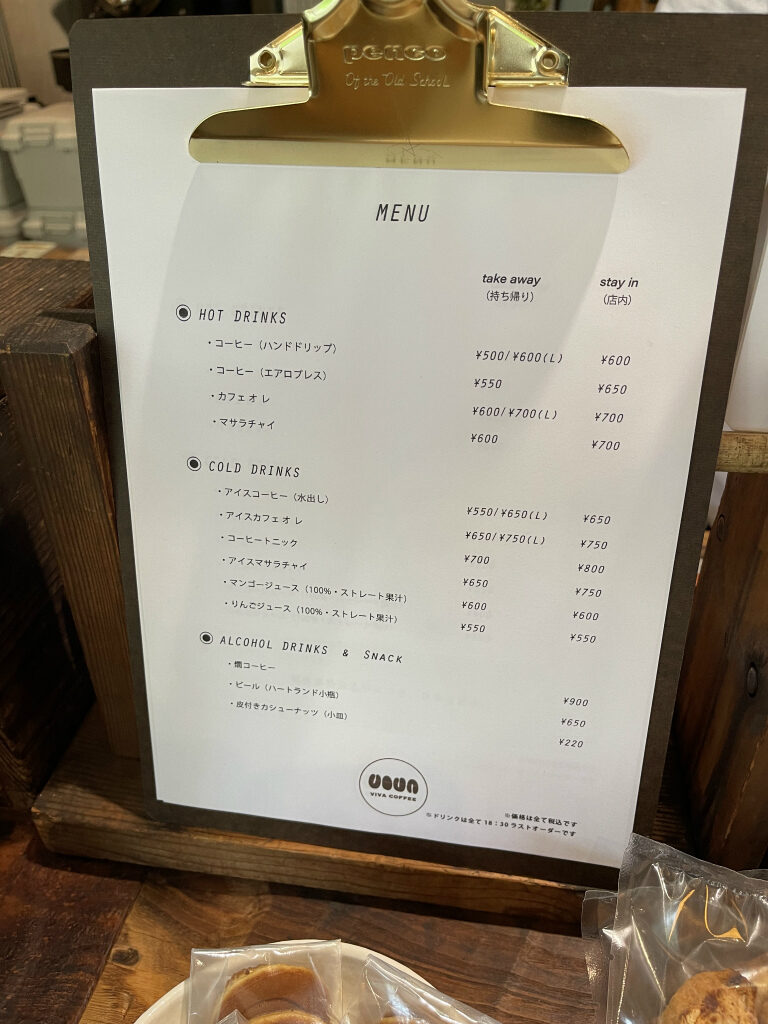 penco
Of the Old School
MENU
take away stay in
(持ち帰り) (店内)
HOT DRINKS
・コーヒー（ハンドドリップ） ¥500/¥600(L) ¥600
・コーヒー（エアロプレス） ¥550 ¥650
・カフェオレ ¥600/¥700(L) ¥700
・マサラチャイ ¥600 ¥700
COLD DRINKS
・アイスコーヒー（水出し） ¥550/¥650(L) ¥650
・アイスカフェオレ ¥650/¥750(L) ¥750
・コーヒートニック ¥700 ¥800
・アイスマサラチャイ ¥650 ¥750
・マンゴージュース（100%・ストレート果汁） ¥600 ¥600
・りんごジュース（100%・ストレート果汁） ¥550 ¥550
ALCOHOL DRINKS & SNACK
・燗コーヒー ¥900
・ビール（ハートランド小瓶） ¥650
・皮付きカシューナッツ（小皿） ¥220
VIVA COFFEE
※価格は全て税込です
※ドリンクは全て18：30ラストオーダーです